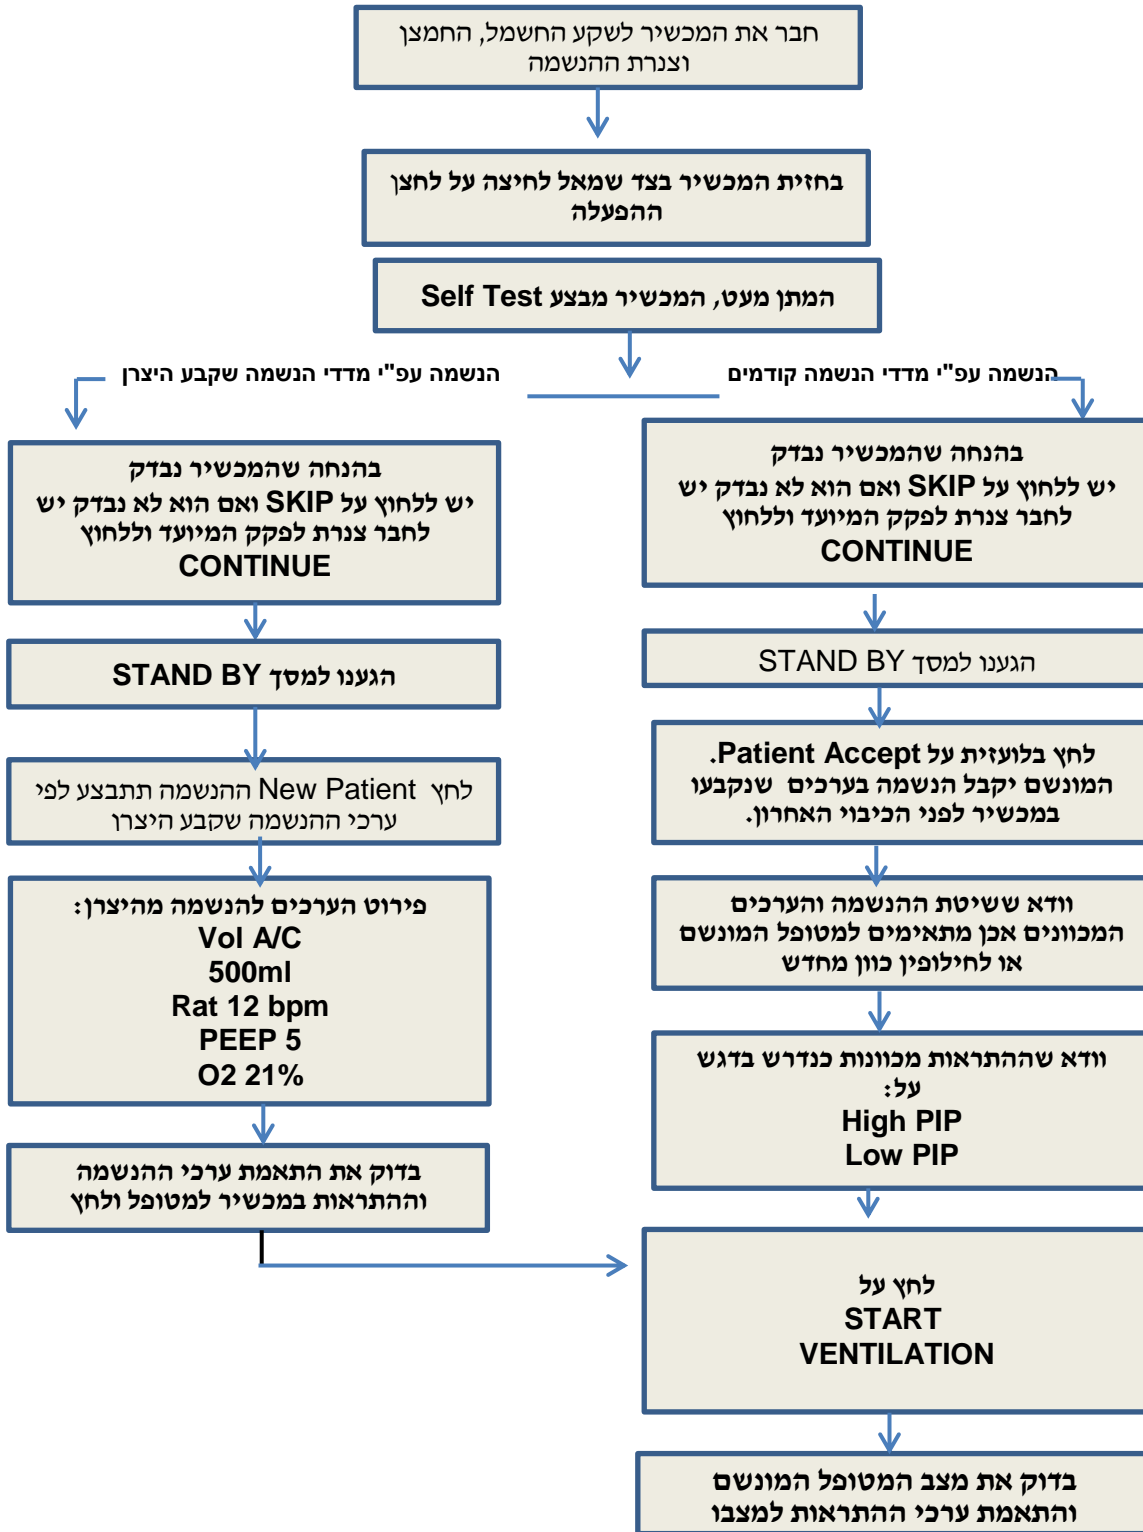 חבר את המכשיר לשקע החשמל, החמצן
וצנרת ההנשמה
בחזית המכשיר בצד שמאל לחיצה על לחצן
ההפעלה
המתן מעט, המכשיר מבצע Self Test
הנשמה עפ"י מדדי הנשמה קודמים
בהנחה שהמכשיר נבדק
יש ללחוץ על SKIP ואם הוא לא נבדק יש
לחבר צנרת לפקק המיועד וללחוץ
CONTINUE
הגענו למסך STAND BY
לחץ בלועזית על Patient Accept.
המונשם יקבל הנשמה בערכים שנקבעו
במכשיר לפני הכיבוי האחרון.
וודא ששיטת ההנשמה והערכים
המכוונים אכן מתאימים למטופל המונשם
או לחילופין כוון מחדש
וודא שההתראות מכוונות כנדרש בדגש
על:
High PIP
Low PIP
הנשמה עפ"י מדדי הנשמה שקבע היצרן
בהנחה שהמכשיר נבדק
יש ללחוץ על SKIP ואם הוא לא נבדק יש
לחבר צנרת לפקק המיועד וללחוץ
CONTINUE
הגענו למסך STAND BY
לחץ New Patient ההנשמה תתבצע לפי
ערכי ההנשמה שקבע היצרן
פירוט הערכים להנשמה מהיצרן:
Vol A/C
500ml
Rat 12 bpm
PEEP 5
O2 21%
בדוק את התאמת ערכי ההנשמה
וההתראות במכשיר למטופל ולחץ
לחץ על
START
VENTILATION
בדוק את מצב המטופל המונשם
והתאמת ערכי ההתראות למצבו